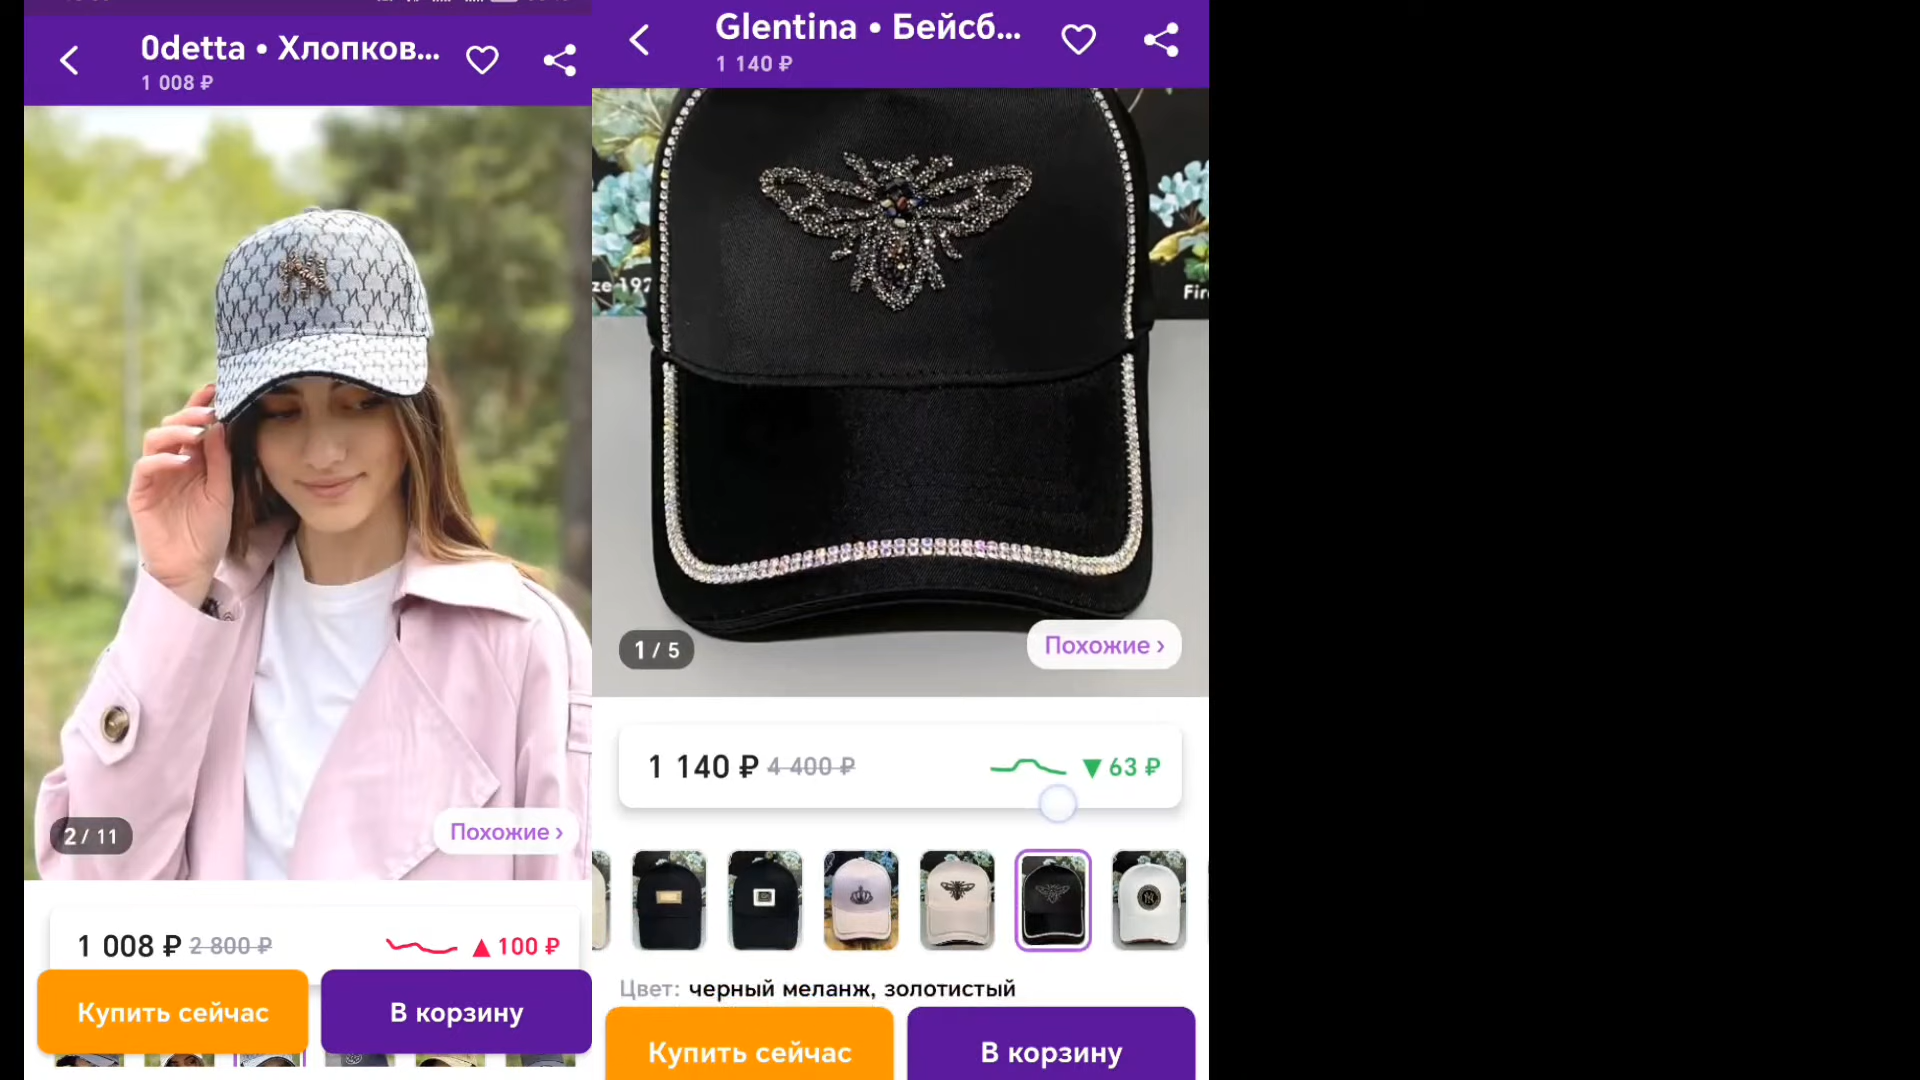 0detta • Хлопков...
1 008 ₽
2 / 11
Похожие ›
1 008 ₽ 2 800 ₽ ▲ 100 ₽
Купить сейчас
В корзину
Glentina • Бейсб...
1 140 ₽
1 / 5
Похожие ›
1 140 ₽ 4 400 ₽ ▼ 63 ₽
Цвет: черный меланж, золотистый
Купить сейчас
В корзину